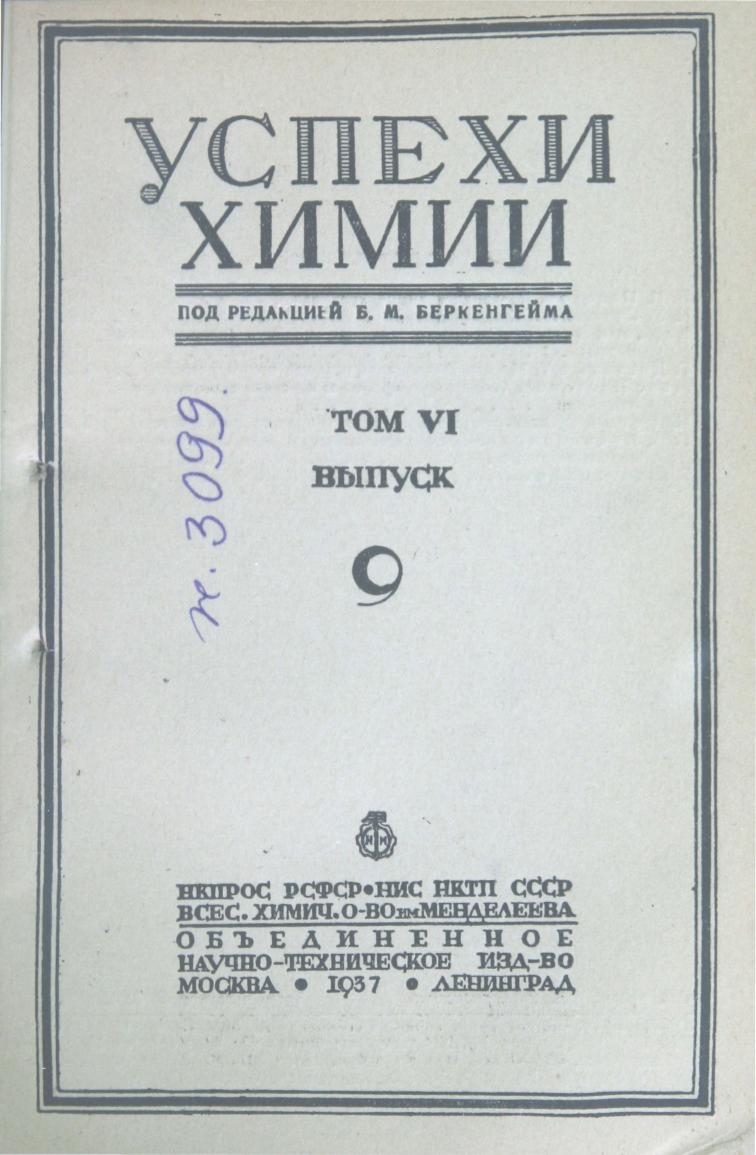 УСПЕХИ
ХИМИИ
ПОД РЕДАКЦИЕЙ Б. М. БЕРКЕНГЕЙМА
ТОМ VI
ВЫПУСК
9
ж. 3099
НКПРОС РСФСР•НИС НКТП СССР
ВСЕС. ХИМИЧ. О-ВО им МЕНДЕЛЕЕВА
ОБЪЕДИНЕННОЕ
НАУЧНО-ТЕХНИЧЕСКОЕ ИЗД-ВО
МОСКВА • 1937 • ЛЕНИНГРАД